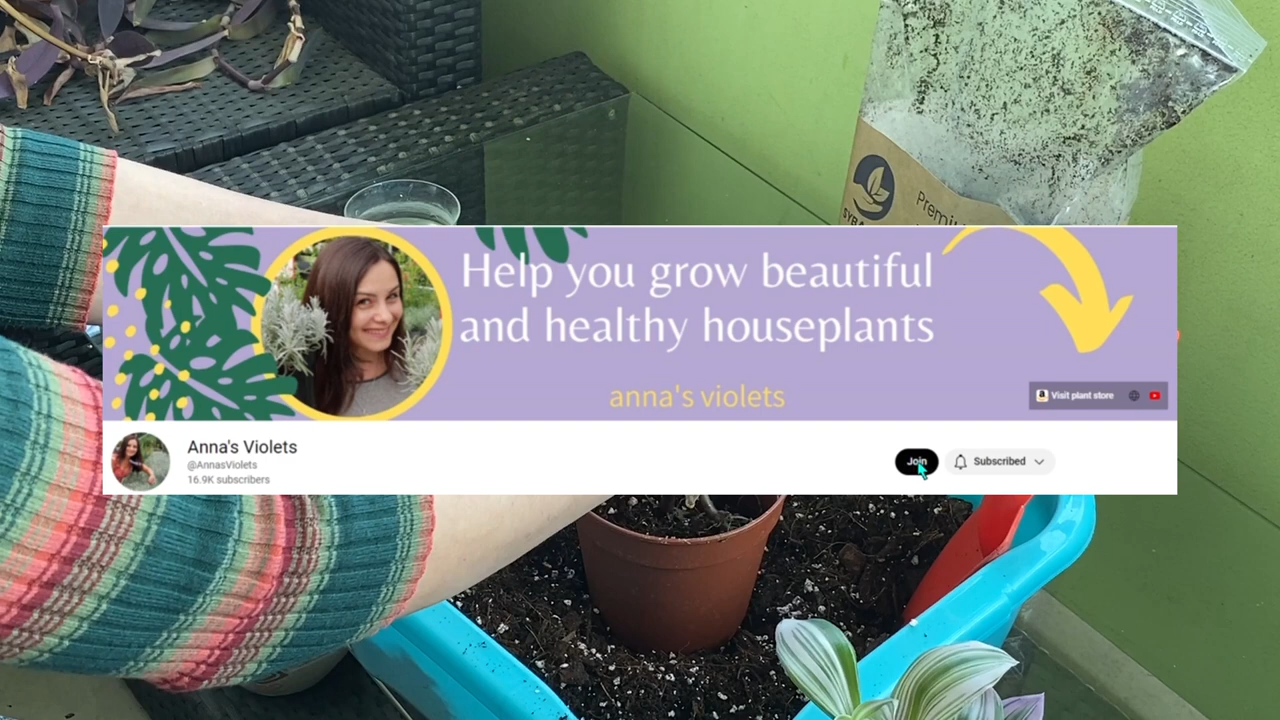 Premi
Help you grow beautiful
and healthy houseplants
anna's violets
Visit plant store
Anna's Violets
@AnnasViolets
16.9K subscribers
Join
Subscribed